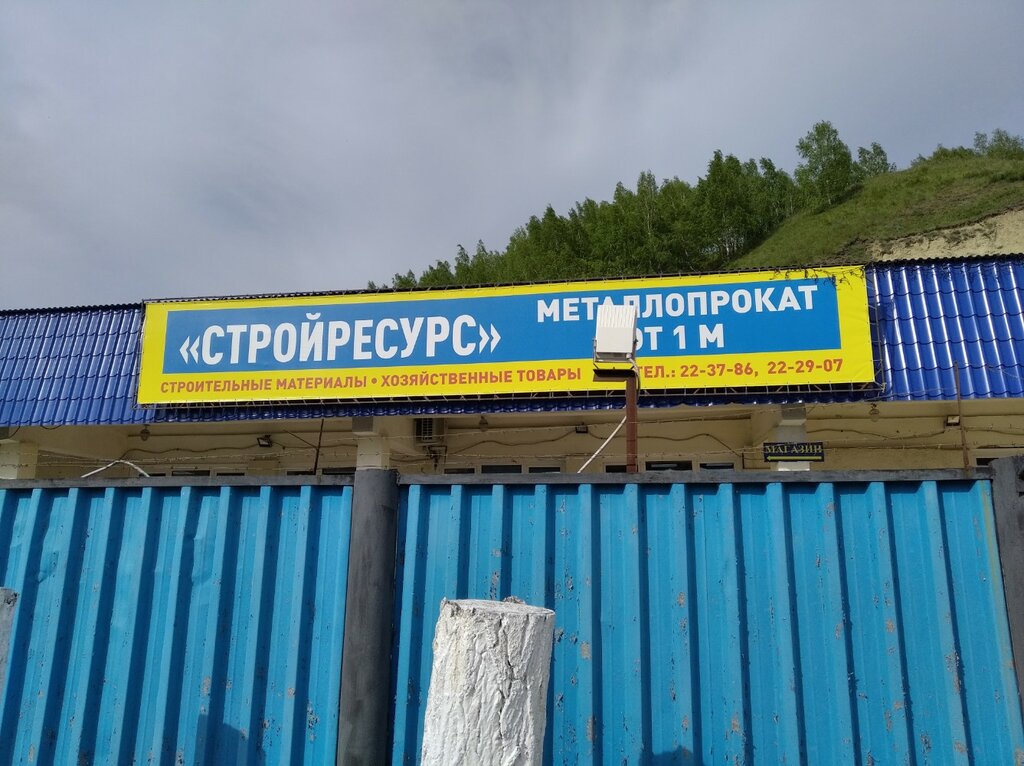 «СТРОЙРЕСУРС»
МЕТАЛЛОПРОКАТ
ОТ 1 М
СТРОИТЕЛЬНЫЕ МАТЕРИАЛЫ • ХОЗЯЙСТВЕННЫЕ ТОВАРЫ
ТЕЛ.: 22-37-86, 22-29-07
МАГАЗИН